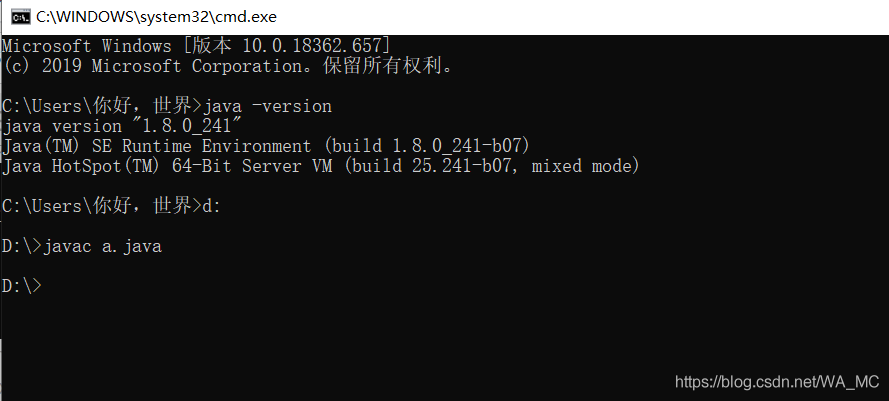 C:\WINDOWS\system32\cmd.exe
Microsoft Windows [版本 10.0.18362.657]
(c) 2019 Microsoft Corporation。保留所有权利。
C:\Users\你好，世界>java -version
java version "1.8.0_241"
Java(TM) SE Runtime Environment (build 1.8.0_241-b07)
Java HotSpot(TM) 64-Bit Server VM (build 25.241-b07, mixed mode)
C:\Users\你好，世界>d:
D:\>javac a.java
D:\>
https://blog.csdn.net/WA_MC